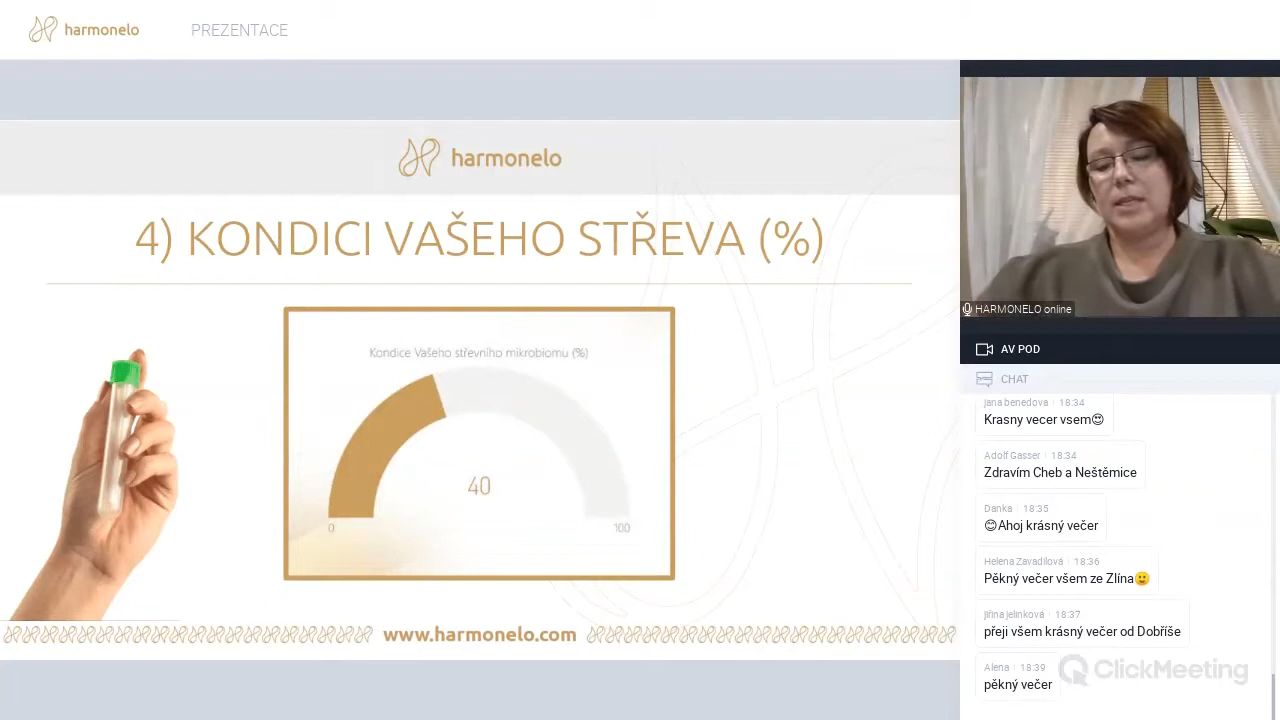 harmonelo
PREZENTACE
harmonelo
4) KONDICI VAŠEHO STŘEVA (%)
Kondice Vašeho střevního mikrobiomu (%)
40
0
100
www.harmonelo.com
HARMONELO online
AV POD
CHAT
jana benedova 18:34
Krasny vecer vsem😍
Adolf Gasser 18:34
Zdravím Cheb a Neštěmice
Danka 18:35
😊Ahoj krásný večer
Helena Zavadilová 18:36
Pěkný večer všem ze Zlína🙂
jiřina jelinková 18:37
přeji všem krásný večer od Dobříše
Alena 18:39
pěkný večer
ClickMeeting